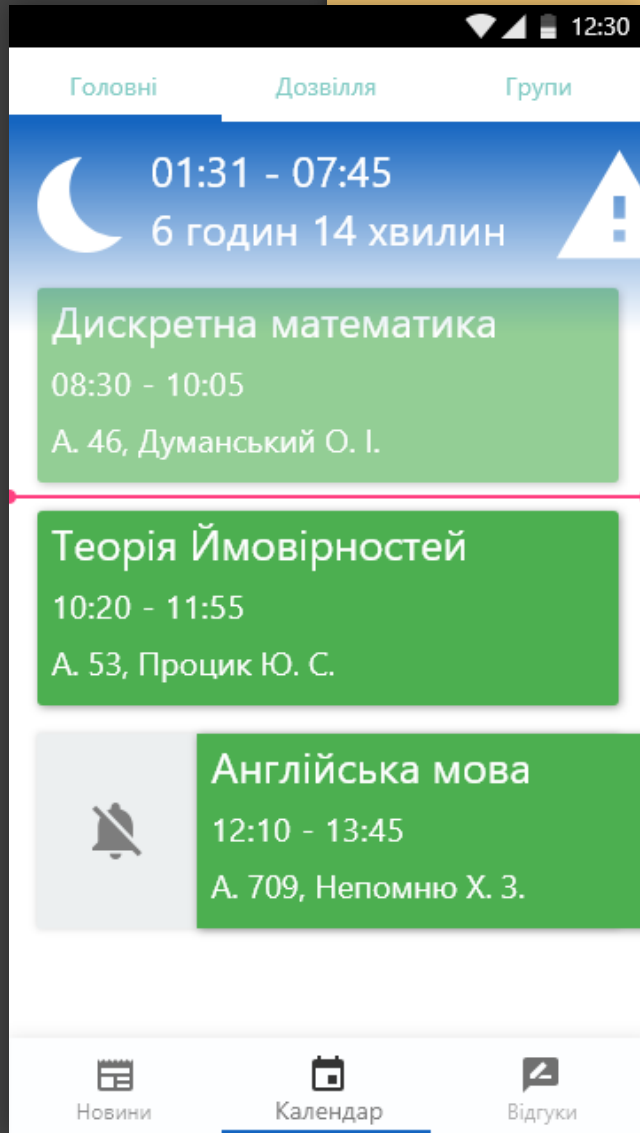 12:30
Головні Дозвілля Групи
01:31 - 07:45
6 годин 14 хвилин
Дискретна математика
08:30 - 10:05
А. 46, Думанський О. І.
Теорія Ймовірностей
10:20 - 11:55
А. 53, Процик Ю. С.
Англійська мова
12:10 - 13:45
А. 709, Непомню Х. З.
Новини Календар Відгуки